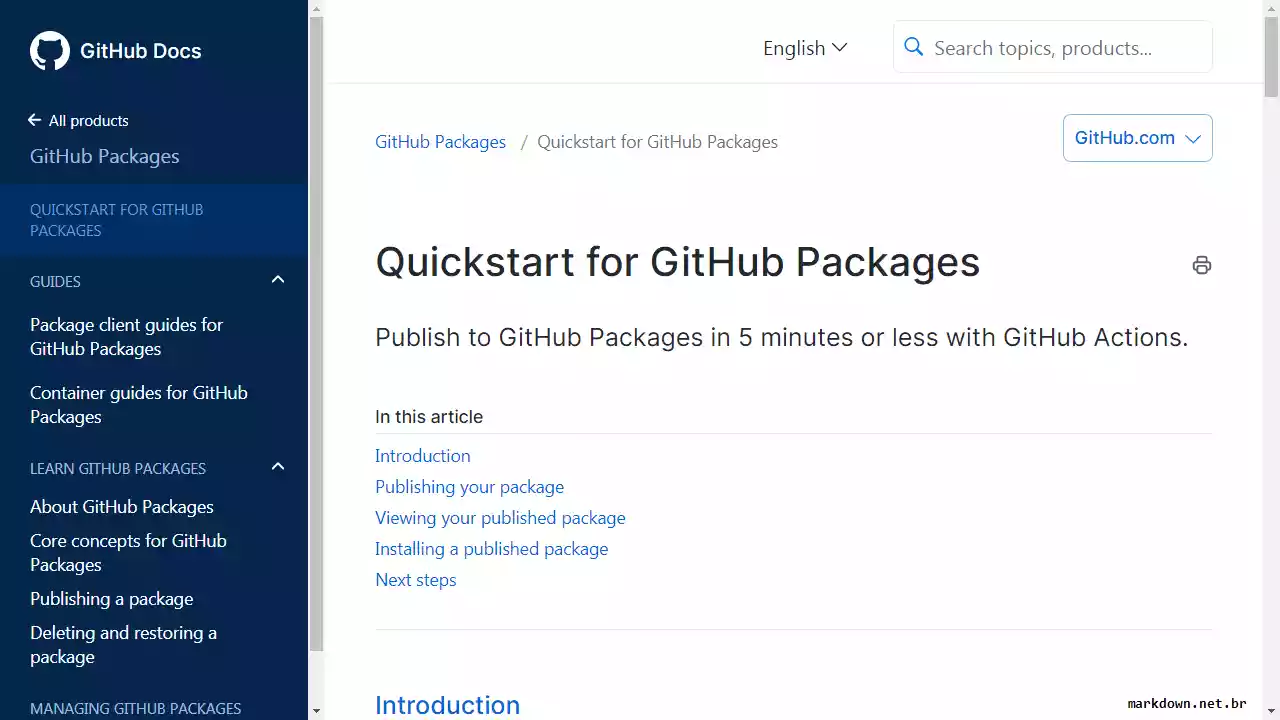 GitHub Docs
All products
GitHub Packages
QUICKSTART FOR GITHUB
PACKAGES
GUIDES
Package client guides for
GitHub Packages
Container guides for GitHub
Packages
LEARN GITHUB PACKAGES
About GitHub Packages
Core concepts for GitHub
Packages
Publishing a package
Deleting and restoring a
package
MANAGING GITHUB PACKAGES
English
Search topics, products...
GitHub Packages / Quickstart for GitHub Packages
GitHub.com
Quickstart for GitHub Packages
Publish to GitHub Packages in 5 minutes or less with GitHub Actions.
In this article
Introduction
Publishing your package
Viewing your published package
Installing a published package
Next steps
Introduction
markdown.net.br